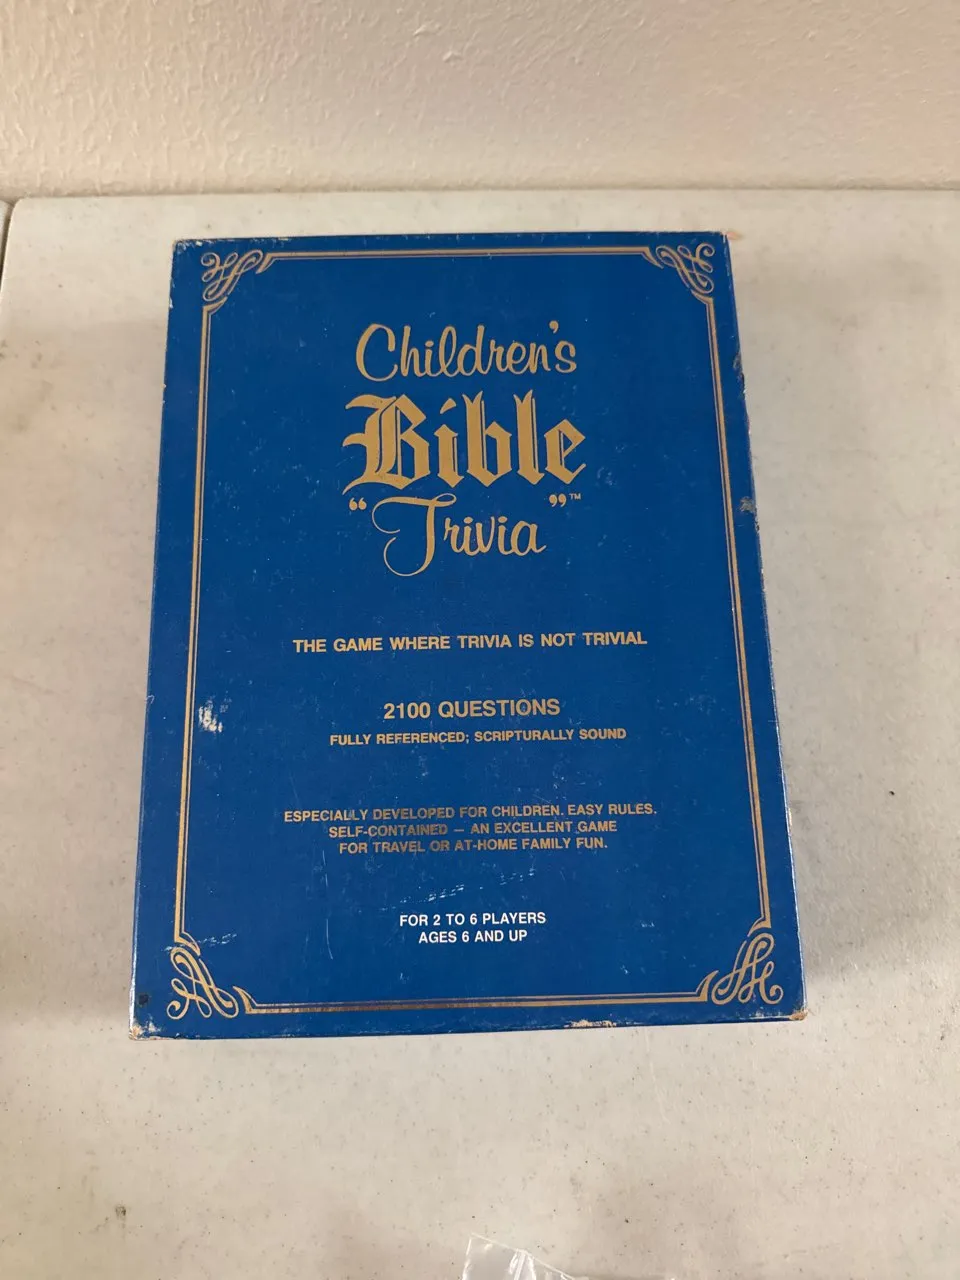 Children's
Bible
"Trivia"™
THE GAME WHERE TRIVIA IS NOT TRIVIAL
2100 QUESTIONS
FULLY REFERENCED; SCRIPTURALLY SOUND
ESPECIALLY DEVELOPED FOR CHILDREN. EASY RULES.
SELF-CONTAINED — AN EXCELLENT GAME
FOR TRAVEL OR AT-HOME FAMILY FUN.
FOR 2 TO 6 PLAYERS
AGES 6 AND UP